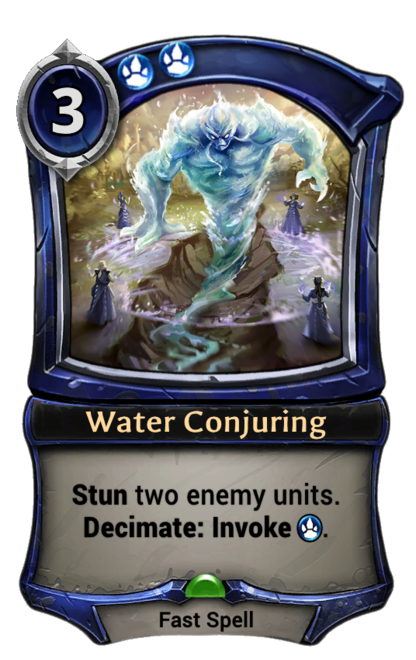 3
Water Conjuring
Stun two enemy units.
Decimate: Invoke .
Fast Spell